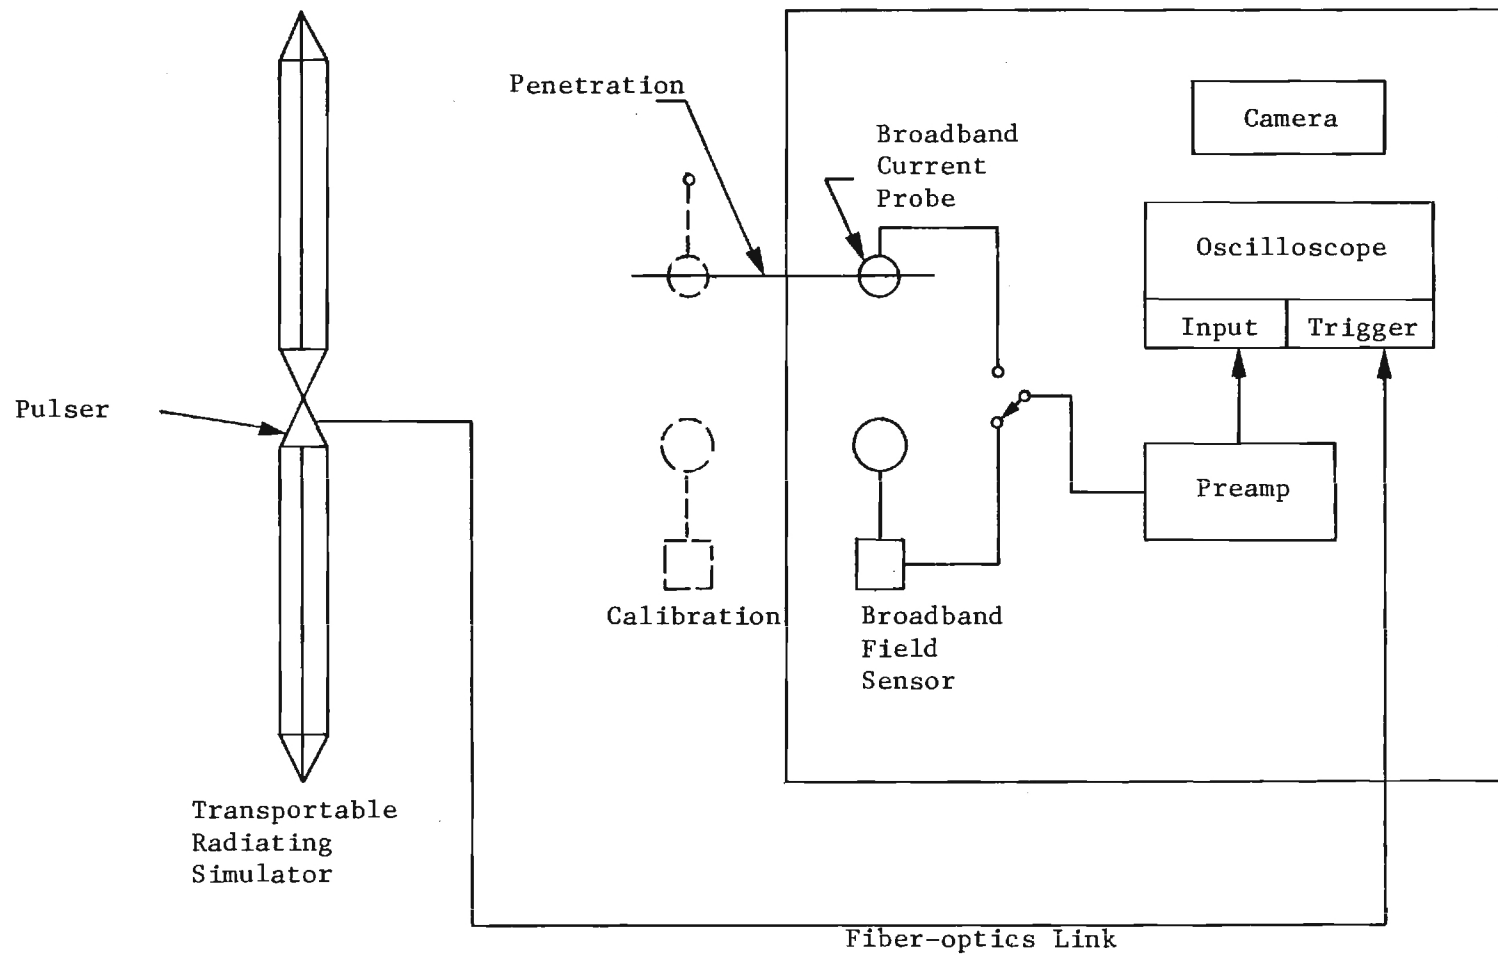 Penetration
Camera
Broadband
Current
Probe
Oscilloscope
Input
Trigger
Pulser
Preamp
Calibration
Broadband
Field
Sensor
Transportable
Radiating
Simulator
Fiber-optics Link